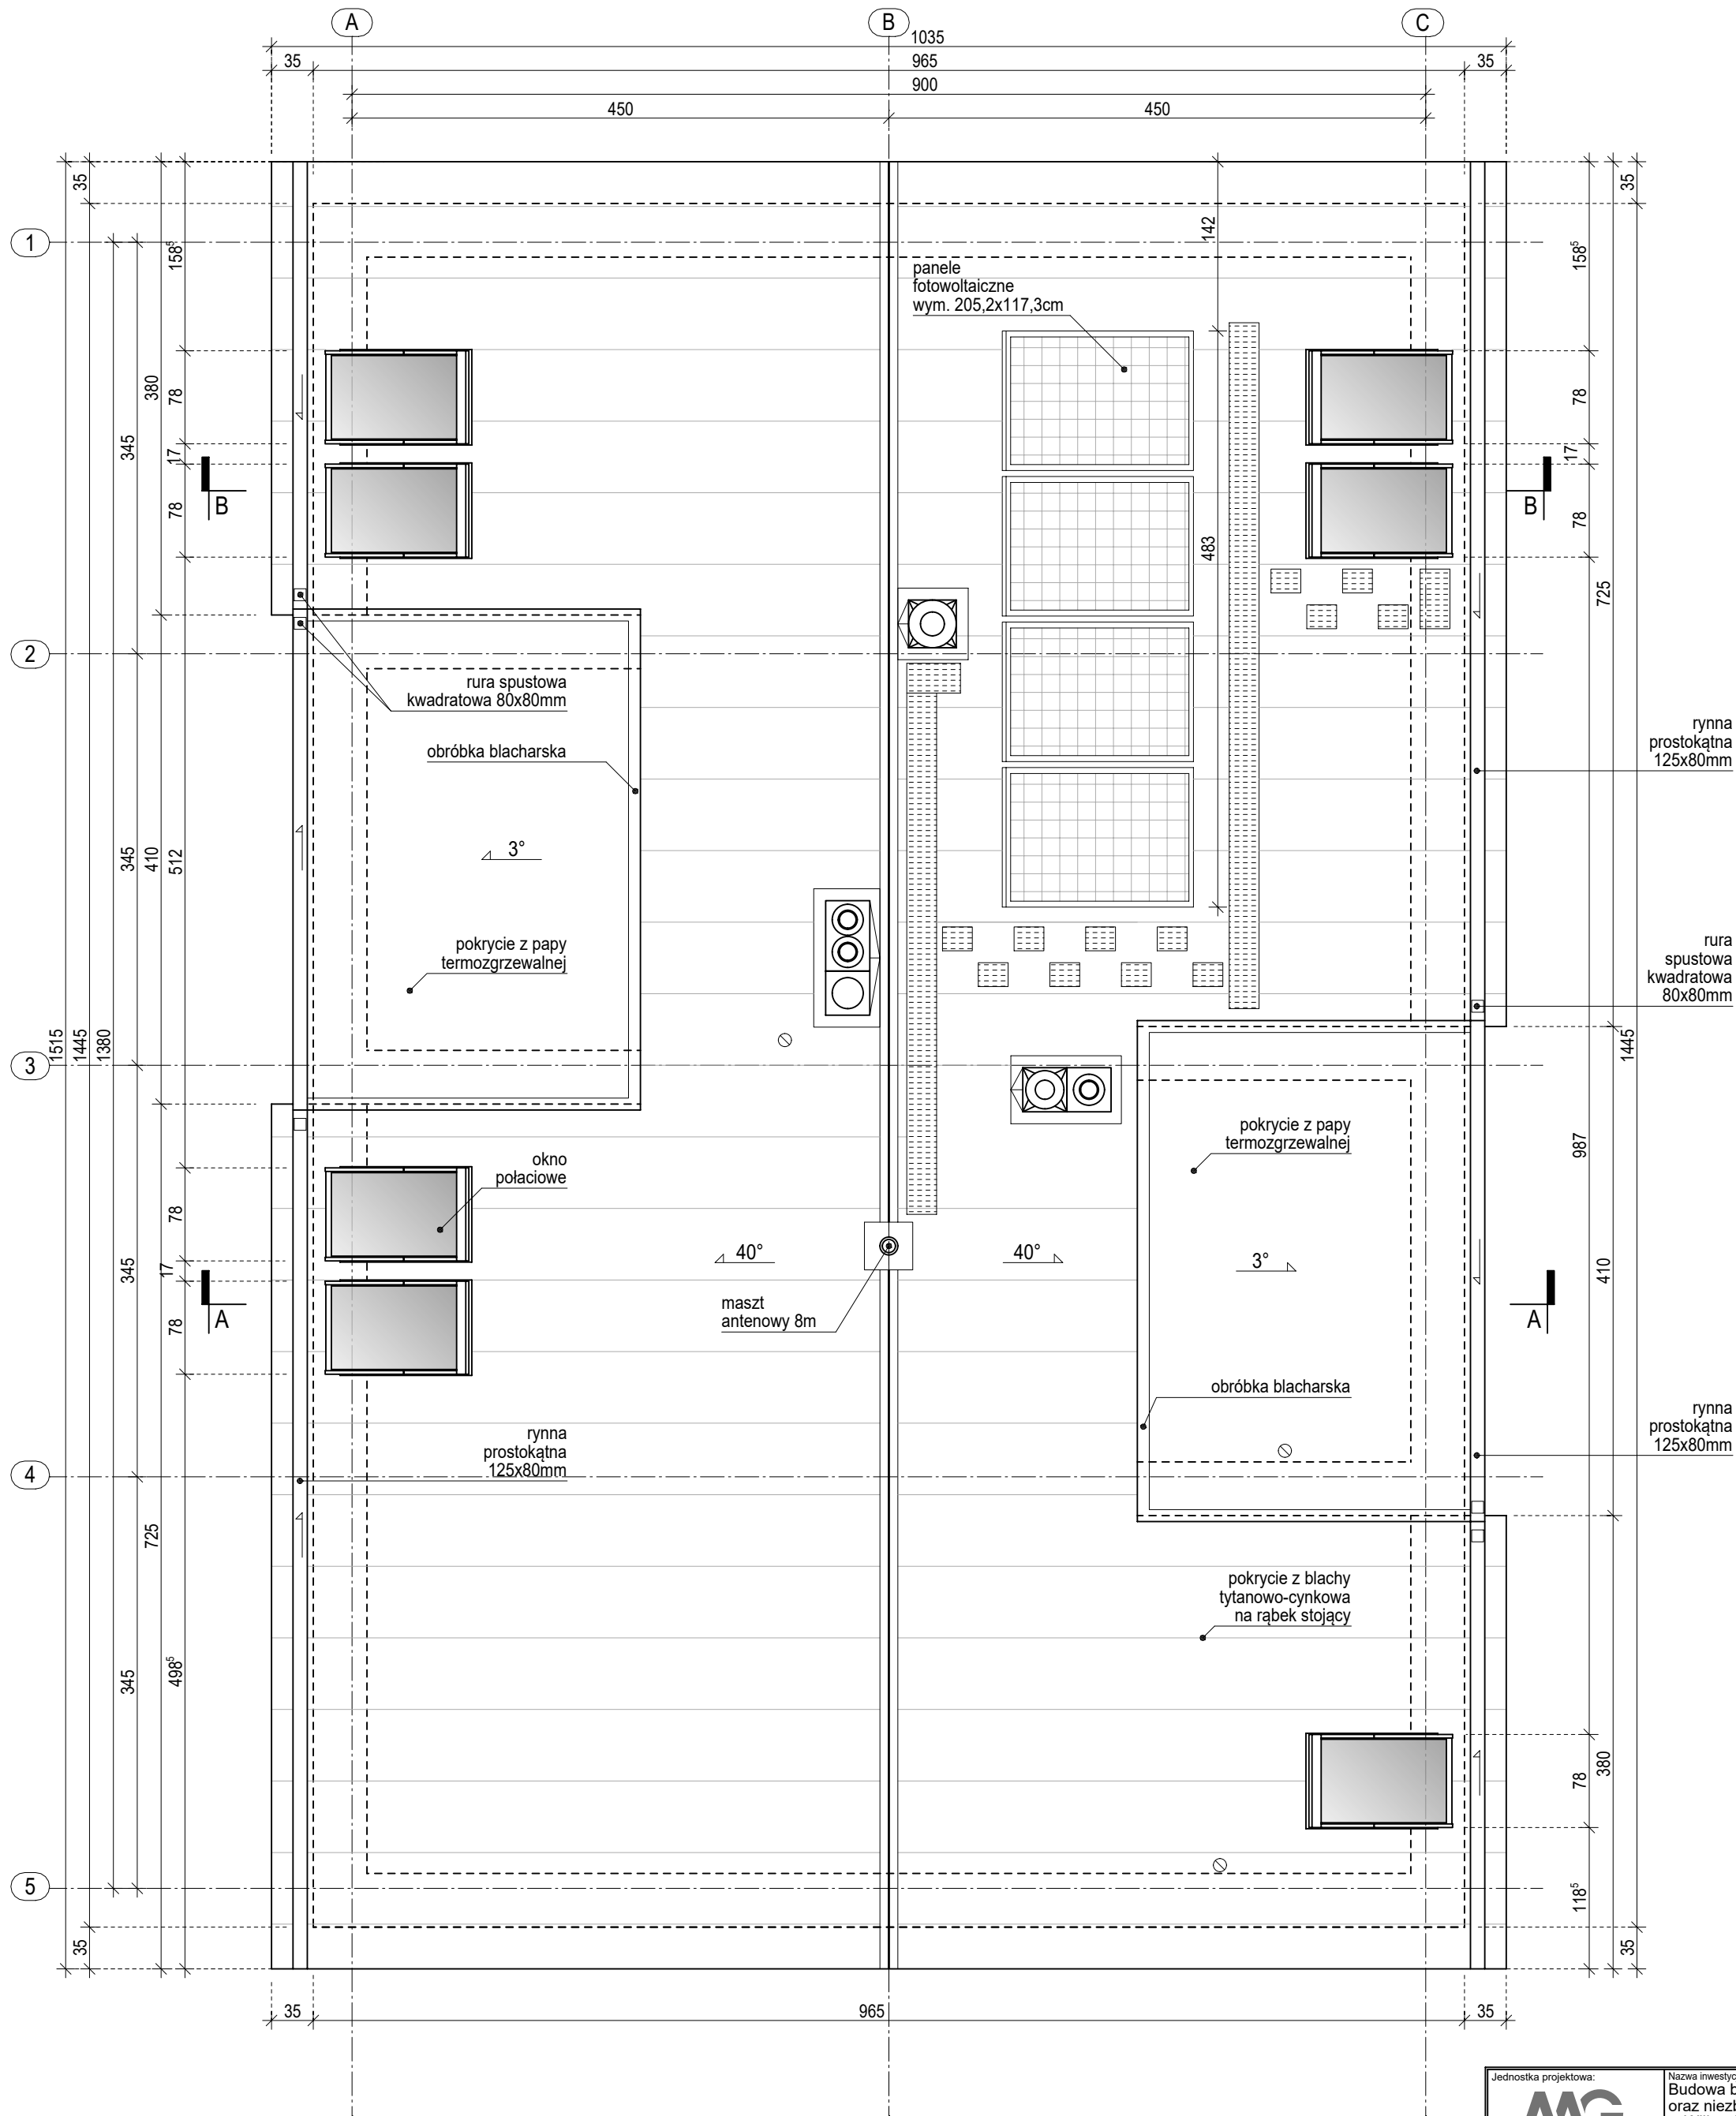 A
B
C
1035
35
965
35
900
450
450
35
35
1
158⁵
142
158⁵
panele
fotowoltaiczne
wym. 205,2x117,3cm
380
78
78
345
17
17
B
B
78
78
483
725
2
rura spustowa
kwadratowa 80x80mm
obróbka blacharska
rynna
prostokątna
125x80mm
345
410
512
3°
pokrycie z papy
termozgrzewalnej
rura
spustowa
kwadratowa
80x80mm
1515
1445
1380
1445
3
pokrycie z papy
termozgrzewalnej
987
okno
połaciowe
78
40°
40°
3°
345
17
410
A
A
maszt
antenowy 8m
78
obróbka blacharska
rynna
prostokątna
125x80mm
rynna
prostokątna
125x80mm
4
725
pokrycie z blachy
tytanowo-cynkowa
na rąbek stojący
345
498⁵
78
380
5
118⁵
35
35
35
965
35
Jednostka projektowa: